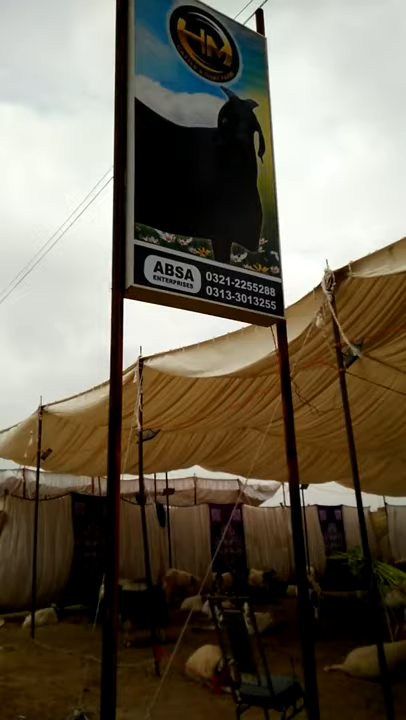 HM
ABSA
ENTERPRISES
0321-2255288
0313-3013255